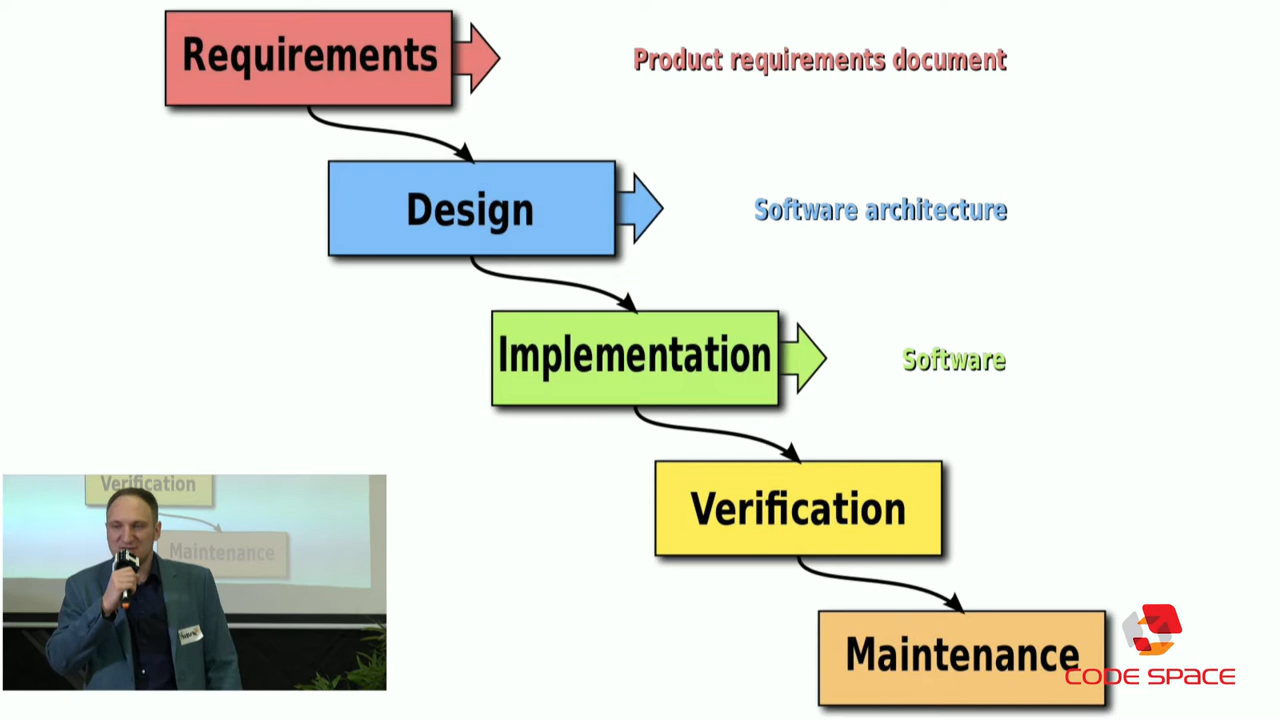 Requirements
Product requirements document
Design
Software architecture
Implementation
Software
Verification
Maintenance
Verification
Maintenance
CODE SPACE